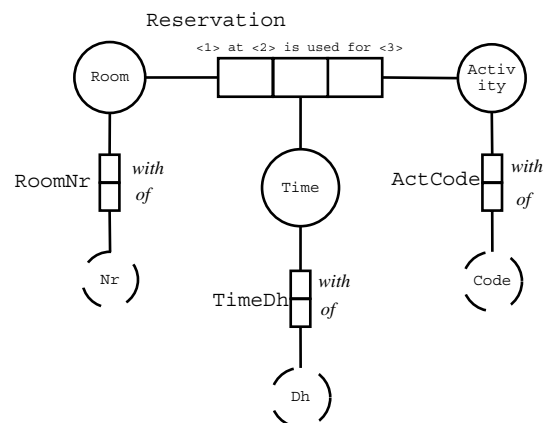 Reservation
<1> at <2> is used for <3>
Room
Activ
ity
RoomNr
with
of
Time
ActCode
with
of
Nr
Code
TimeDh
with
of
Dh